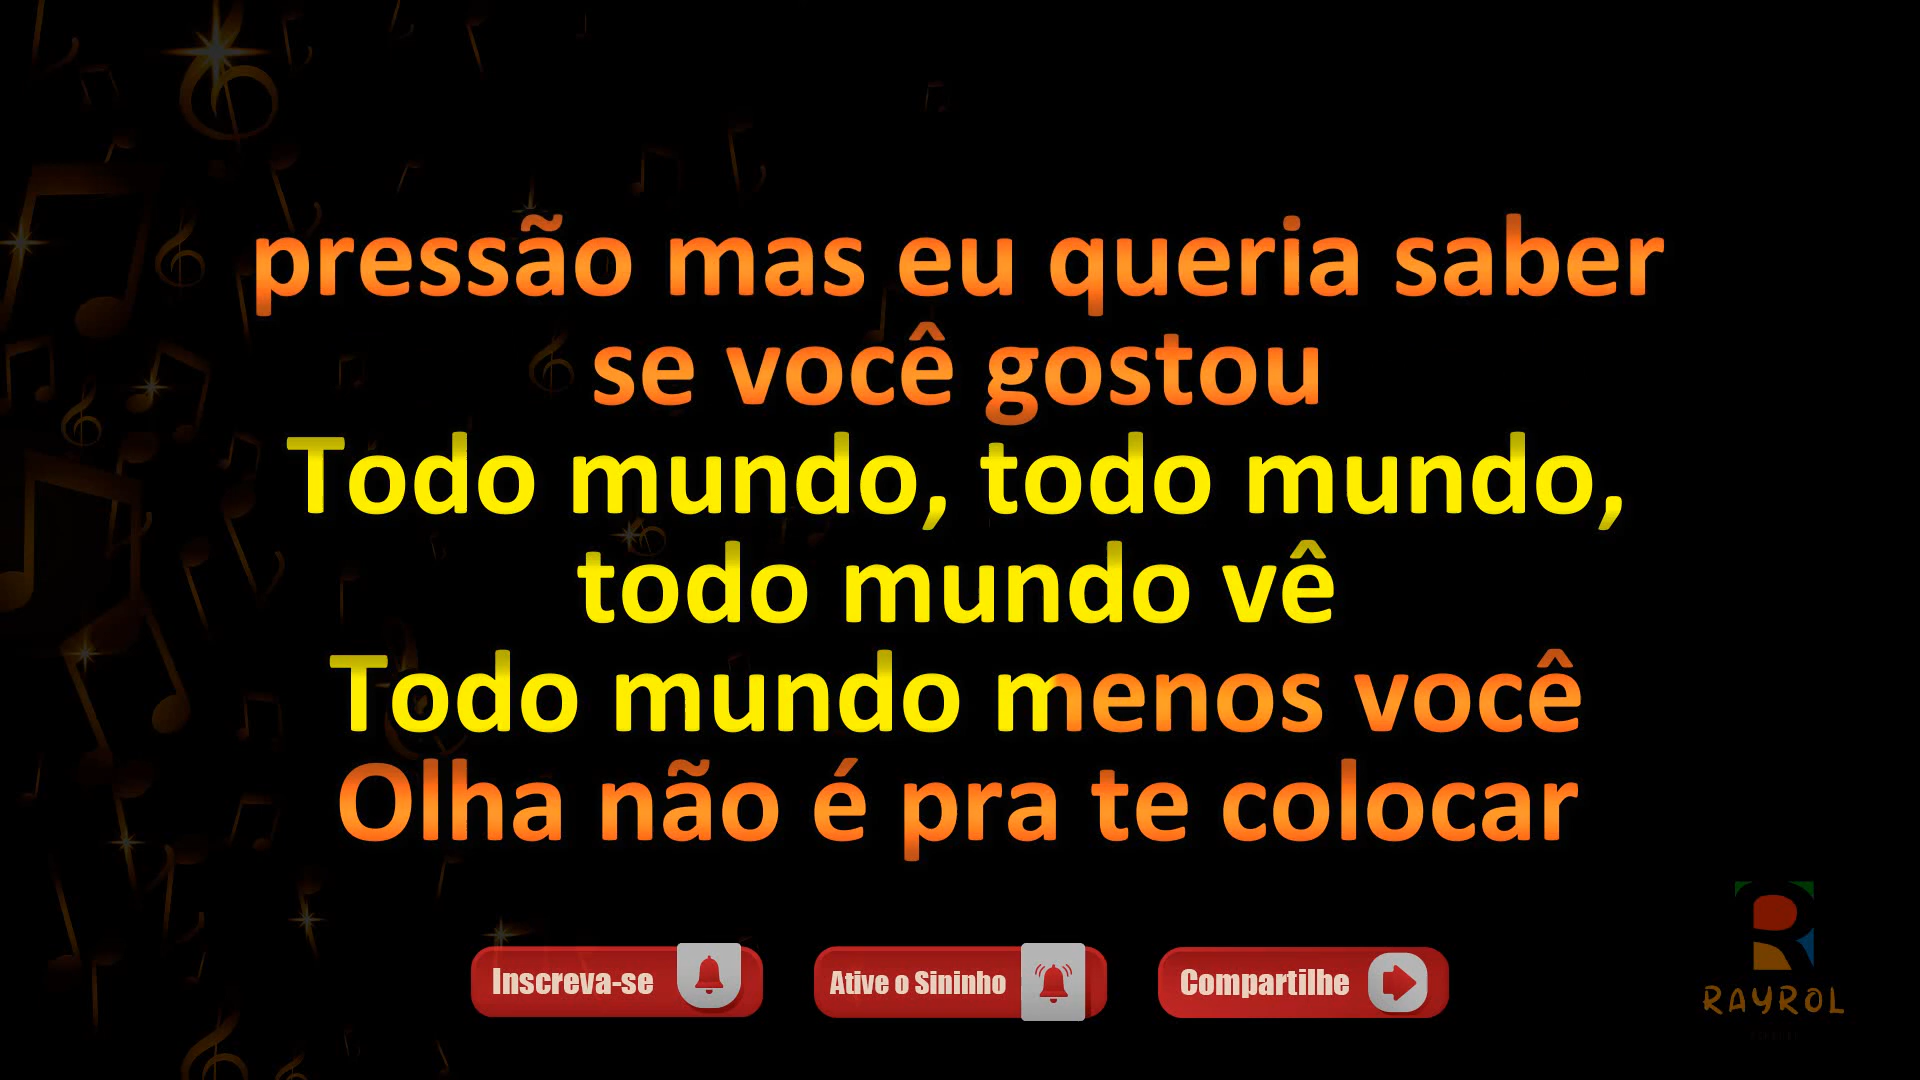 pressão mas eu queria saber
se você gostou
Todo mundo, todo mundo,
todo mundo vê
Todo mundo menos você
Olha não é pra te colocar
Inscreva-se
Ative o Sininho
Compartilhe
RAYROL